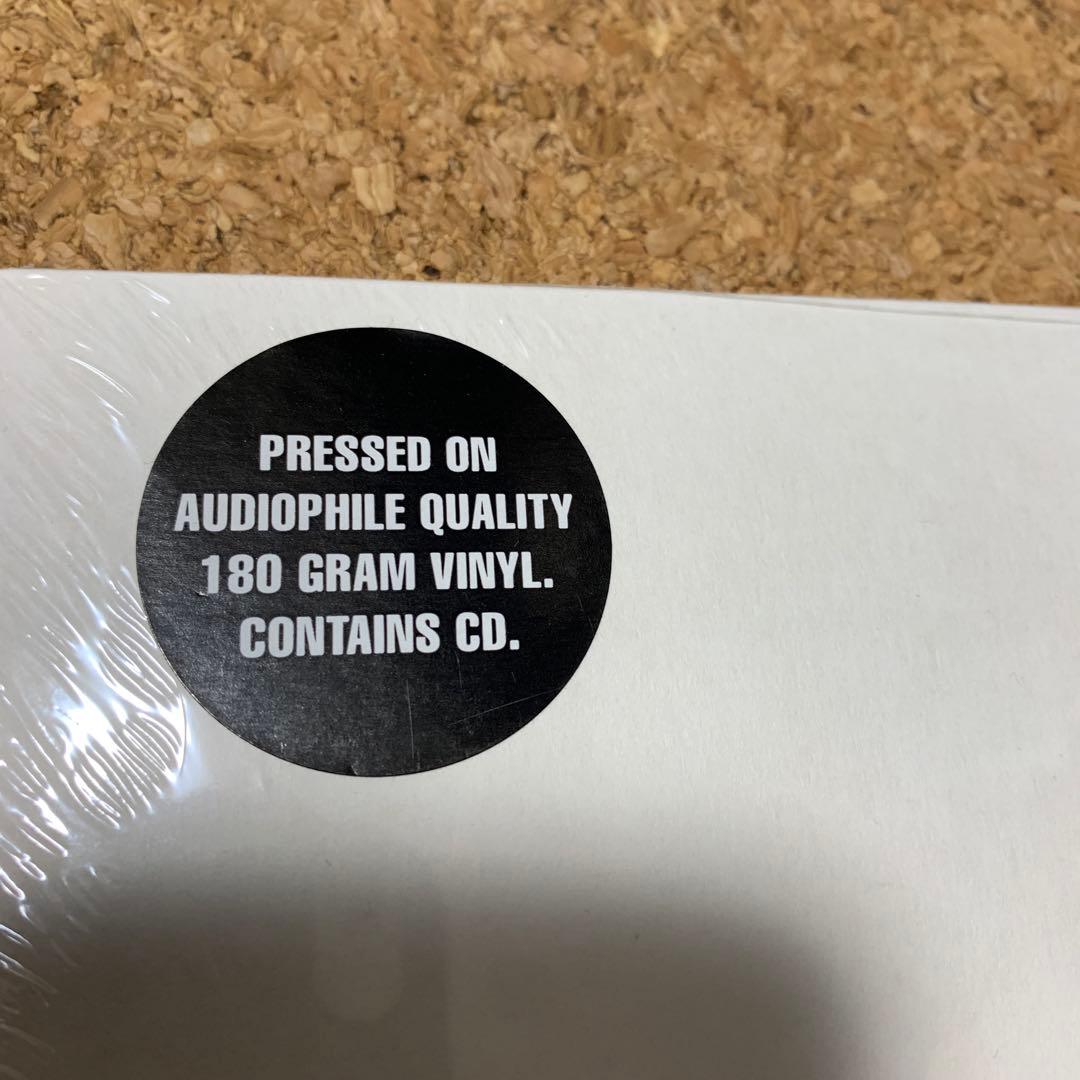 PRESSED ON
AUDIOPHILE QUALITY
180 GRAM VINYL.
CONTAINS CD.